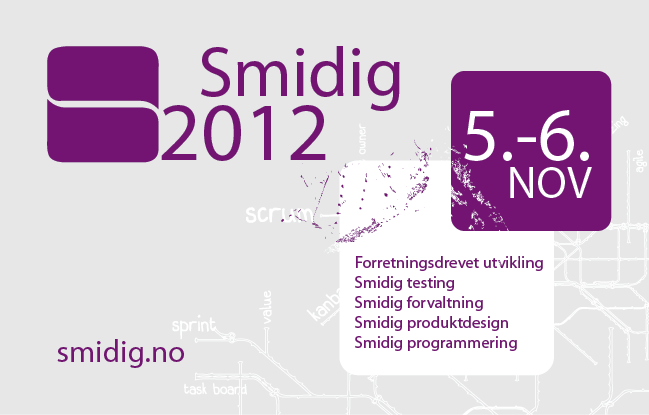 Smidig
2012
5.-6.
NOV
owner
agile
scrum
Forretningsdrevet utvikling
Smidig testing
Smidig forvaltning
Smidig produktdesign
Smidig programmering
value
sprint
smidig.no
task board